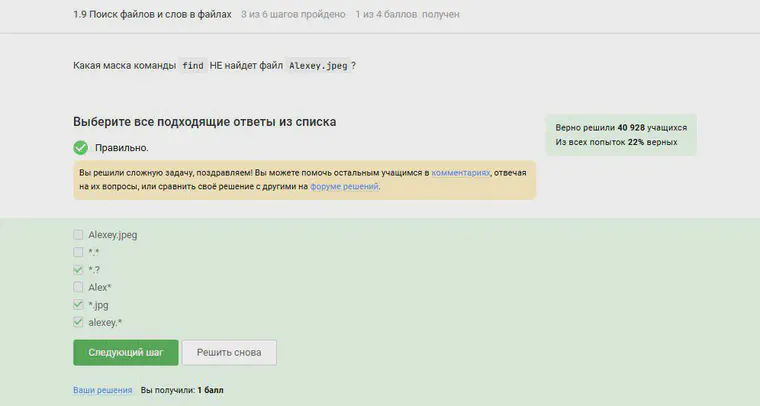 1.9 Поиск файлов и слов в файлах 3 из 6 шагов пройдено 1 из 4 баллов получен
Какая маска команды find НЕ найдет файл Alexey.jpeg?
Выберите все подходящие ответы из списка
Правильно.
Вы решили сложную задачу, поздравляем! Вы можете помочь остальным учащимся в комментариях, отвечая
на их вопросы, или сравнить своё решение с другими на форуме решений.
Верно решили 40 928 учащихся
Из всех попыток 22% верных
Alexey.jpeg
*.*
*.?
Alex*
*.jpg
alexey.*
Следующий шаг Решить снова
Ваши решения Вы получили: 1 балл